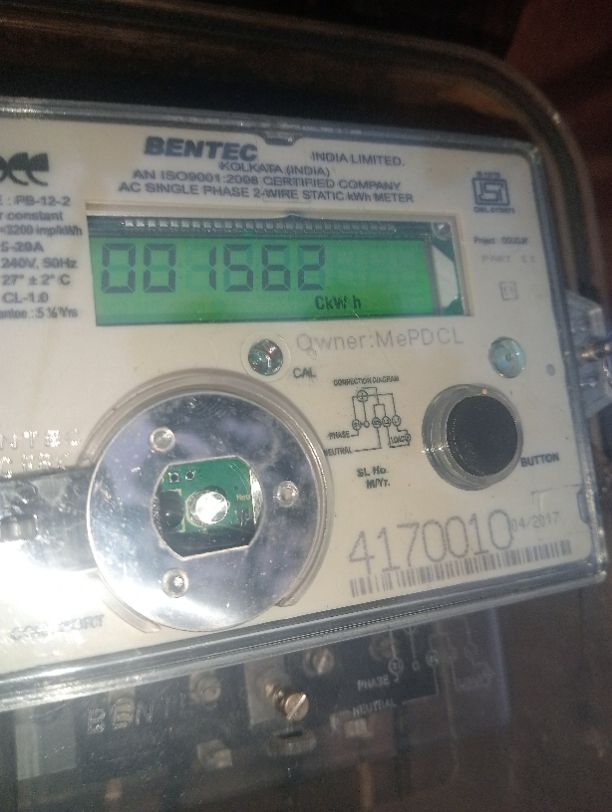 BENTEC INDIA LIMITED.
KOLKATA (INDIA)
AN ISO9001:2008 CERTIFIED COMPANY
AC SINGLE PHASE 2-WIRE STATIC kWh METER
E : PB-12-2
r constant
=3200 imp/kWh
5-20A
240V, 50Hz
27° ± 2° C
CL-1.0
001562
CkWh
Owner:MePDCL
CAL
CONNECTION DIAGRAM
PHASE
NEUTRAL
LOAD
SL No.
M/Yr.
BUTTON
4170010 04/2017
PORT
PHASE
NEUTRAL